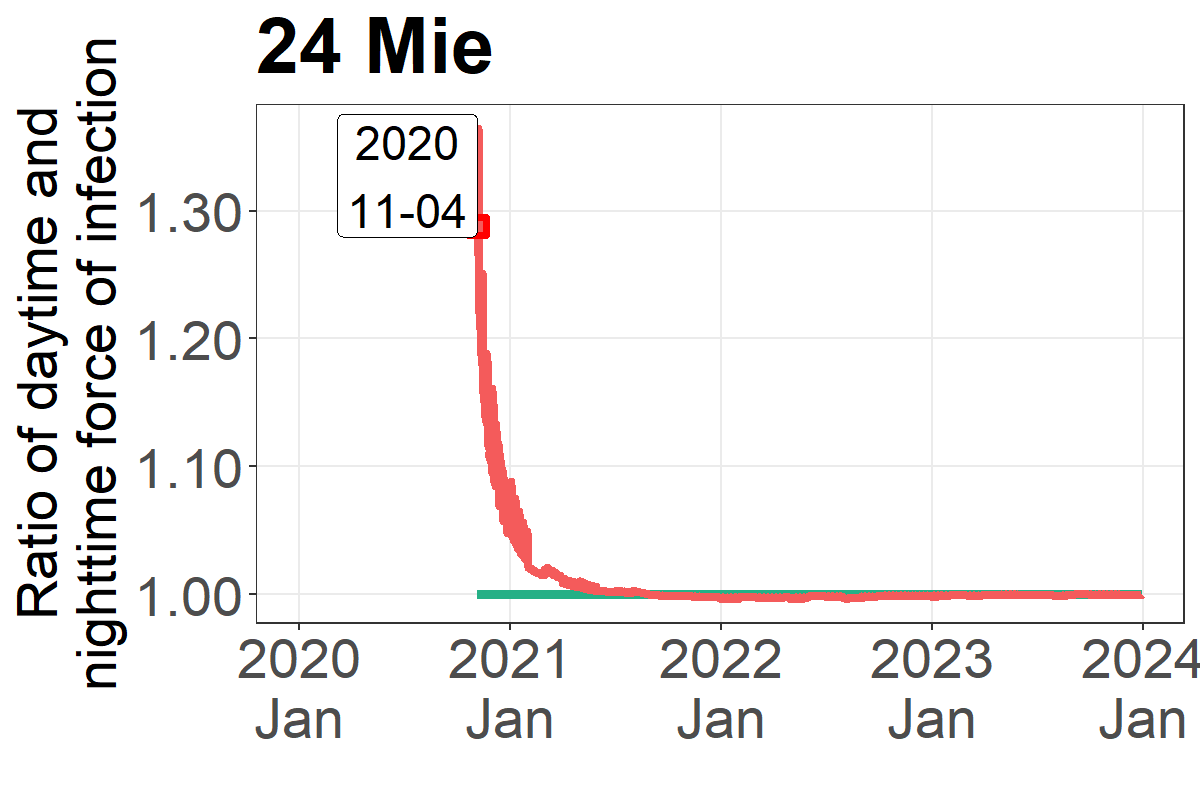 24 Mie
Ratio of daytime and
nighttime force of infection
2020
11-04
1.30
1.20
1.10
1.00
2020 2021 2022 2023 2024
Jan Jan Jan Jan Jan